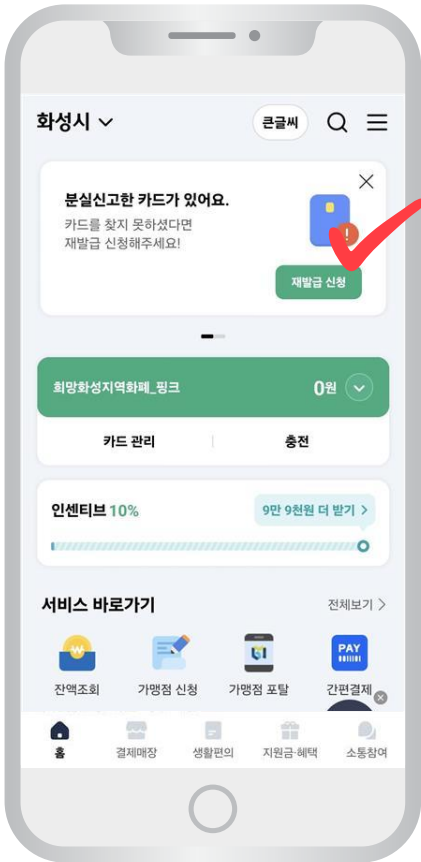 화성시
큰글씨
분실신고한 카드가 있어요.
카드를 찾지 못하셨다면
재발급 신청해주세요!
재발급 신청
희망화성지역화폐_핑크
0원
카드 관리
충전
인센티브 10%
9만 9천원 더 받기 >
서비스 바로가기
전체보기 >
잔액조회
가맹점 신청
가맹점 포탈
PAY
간편결제
홈
결제매장
생활편의
지원금·혜택
소통참여